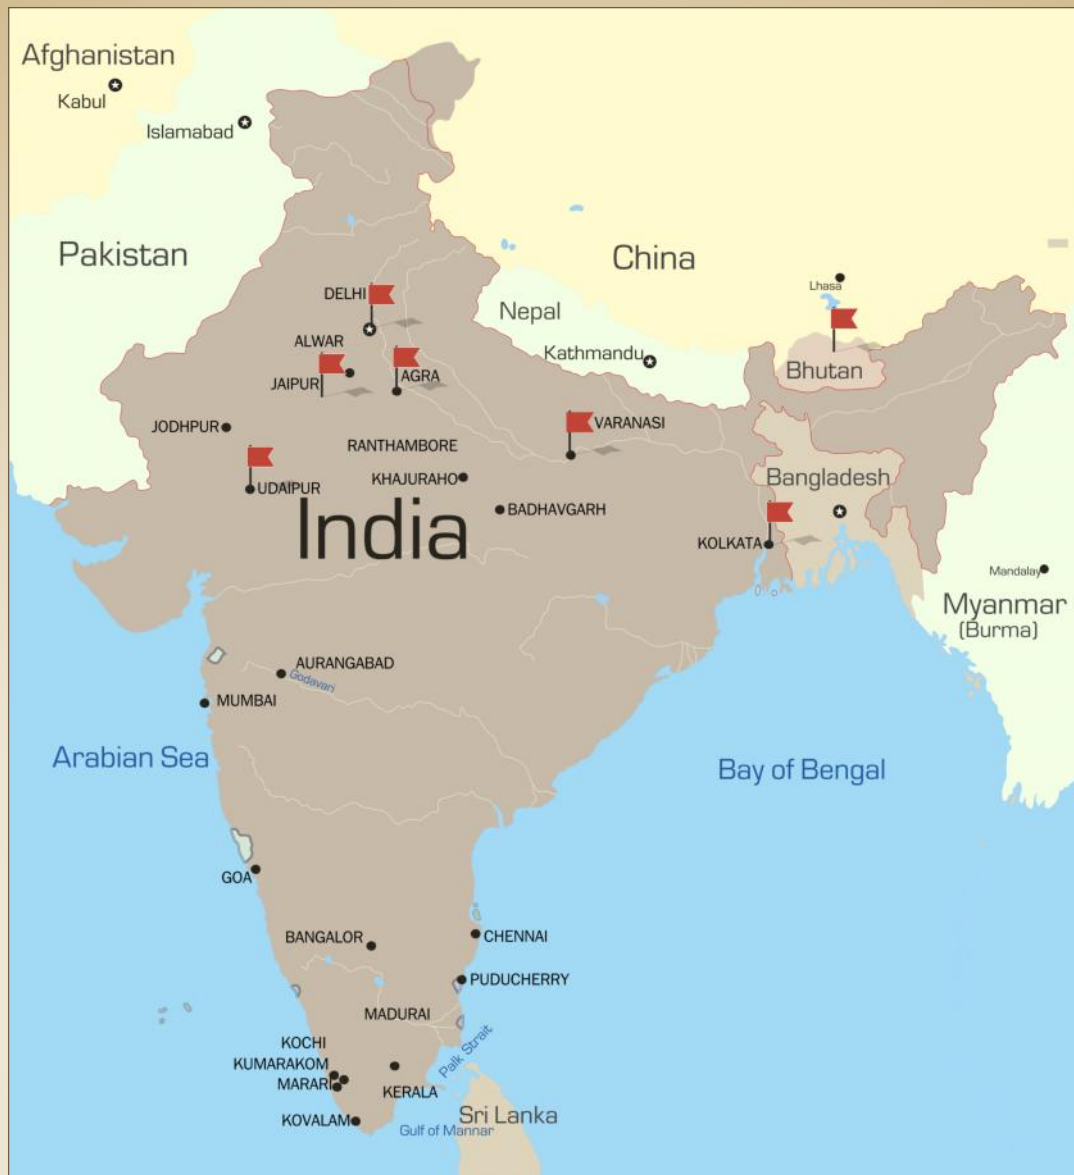 Afghanistan
Kabul
Islamabad
Pakistan
China
Lhasa
DELHI
Nepal
ALWAR
Kathmandu
Bhutan
JAIPUR
AGRA
JODHPUR
VARANASI
RANTHAMBORE
KHAJURAHO
Bangladesh
UDAIPUR
BADHAVGARH
India
KOLKATA
Mandalay
Myanmar
(Burma)
AURANGABAD
Godavari
MUMBAI
Arabian Sea
Bay of Bengal
GOA
BANGALOR
CHENNAI
PUDUCHERRY
MADURAI
KOCHI
Palk Strait
KUMARAKOM
MARARI
KERALA
Sri Lanka
KOVALAM
Gulf of Mannar